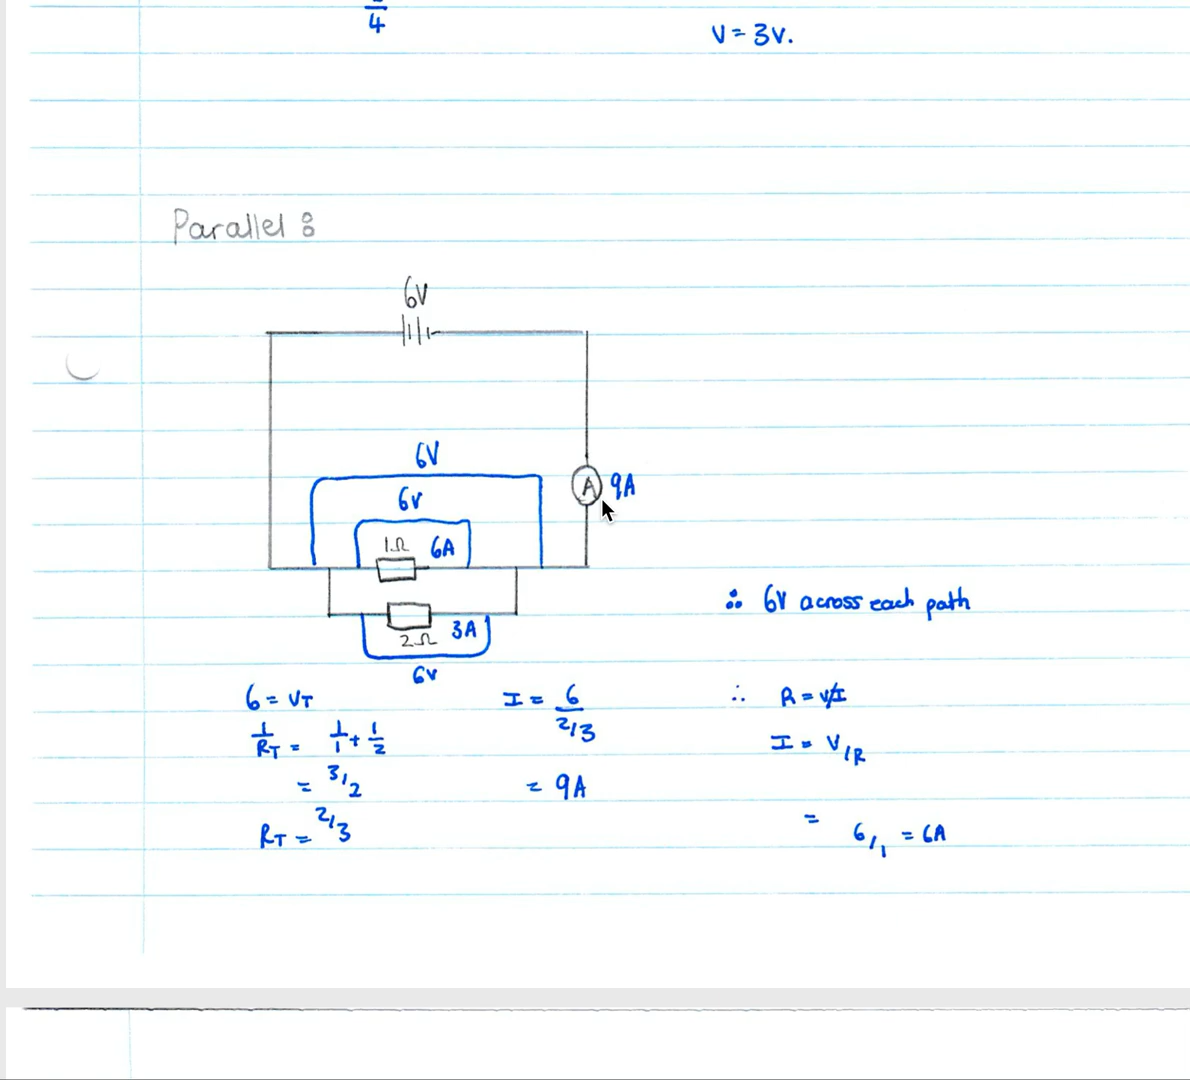 4
V = 3V.
Parallel :
6V
6V
6V
A 9A
1Ω 6A
2Ω 3A
6V
∴ 6V across each path
6 = VT
1/RT = 1/1 + 1/2
= 3/2
RT = 2/3
I = 6/2/3
= 9A
∴ R = V/I
I = V/R
= 6/1 = 6A